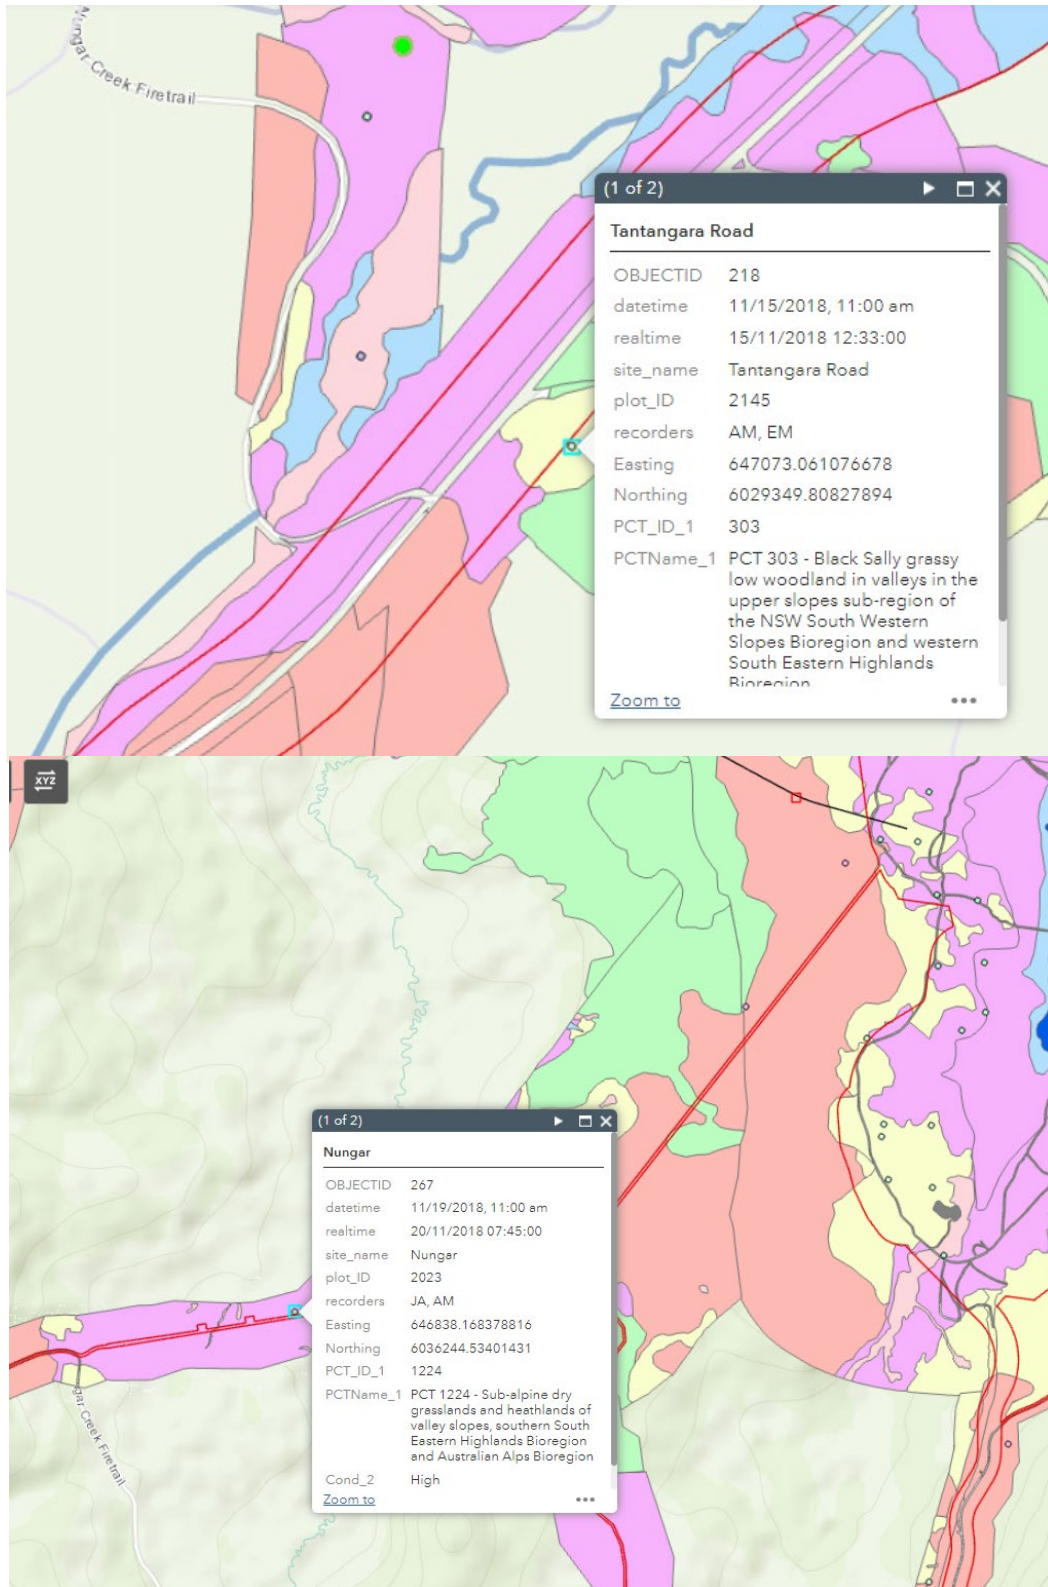 Nungar Creek Firetrail
(1 of 2)
Tantangara Road
OBJECTID 218
datetime 11/15/2018, 11:00 am
realtime 15/11/2018 12:33:00
site_name Tantangara Road
plot_ID 2145
recorders AM, EM
Easting 647073.061076678
Northing 6029349.80827894
PCT_ID_1 303
PCTName_1 PCT 303 - Black Sally grassy
low woodland in valleys in the
upper slopes sub-region of
the NSW South Western
Slopes Bioregion and western
South Eastern Highlands
Bioregion
Zoom to
XYZ
(1 of 2)
Nungar
OBJECTID 267
datetime 11/19/2018, 11:00 am
realtime 20/11/2018 07:45:00
site_name Nungar
plot_ID 2023
recorders JA, AM
Easting 646838.168378816
Northing 6036244.53401431
PCT_ID_1 1224
PCTName_1 PCT 1224 - Sub-alpine dry
grasslands and heathlands of
valley slopes, southern South
Eastern Highlands Bioregion
and Australian Alps Bioregion
Cond_2 High
Zoom to
gar Creek Firetrail